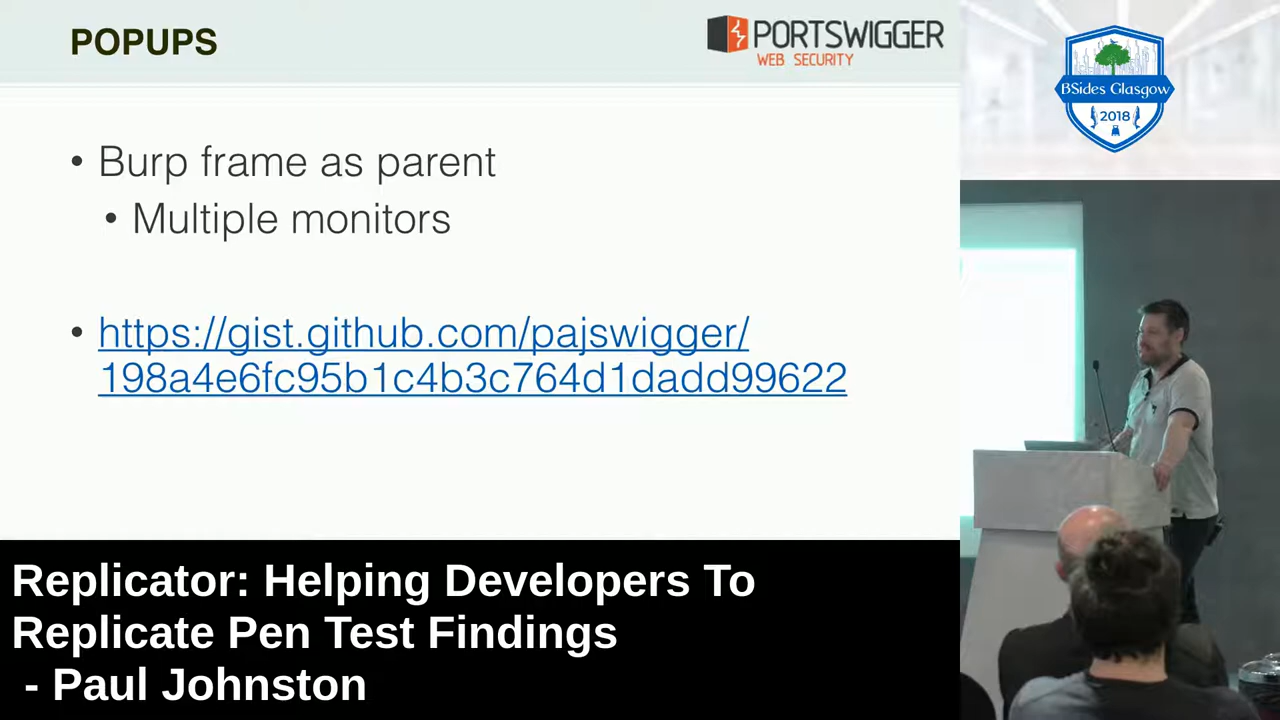 POPUPS
PORTSWIGGER
WEB SECURITY
BSides Glasgow
2018
• Burp frame as parent
• Multiple monitors
• https://gist.github.com/pajswigger/
198a4e6fc95b1c4b3c764d1dadd99622
Replicator: Helping Developers To
Replicate Pen Test Findings
- Paul Johnston